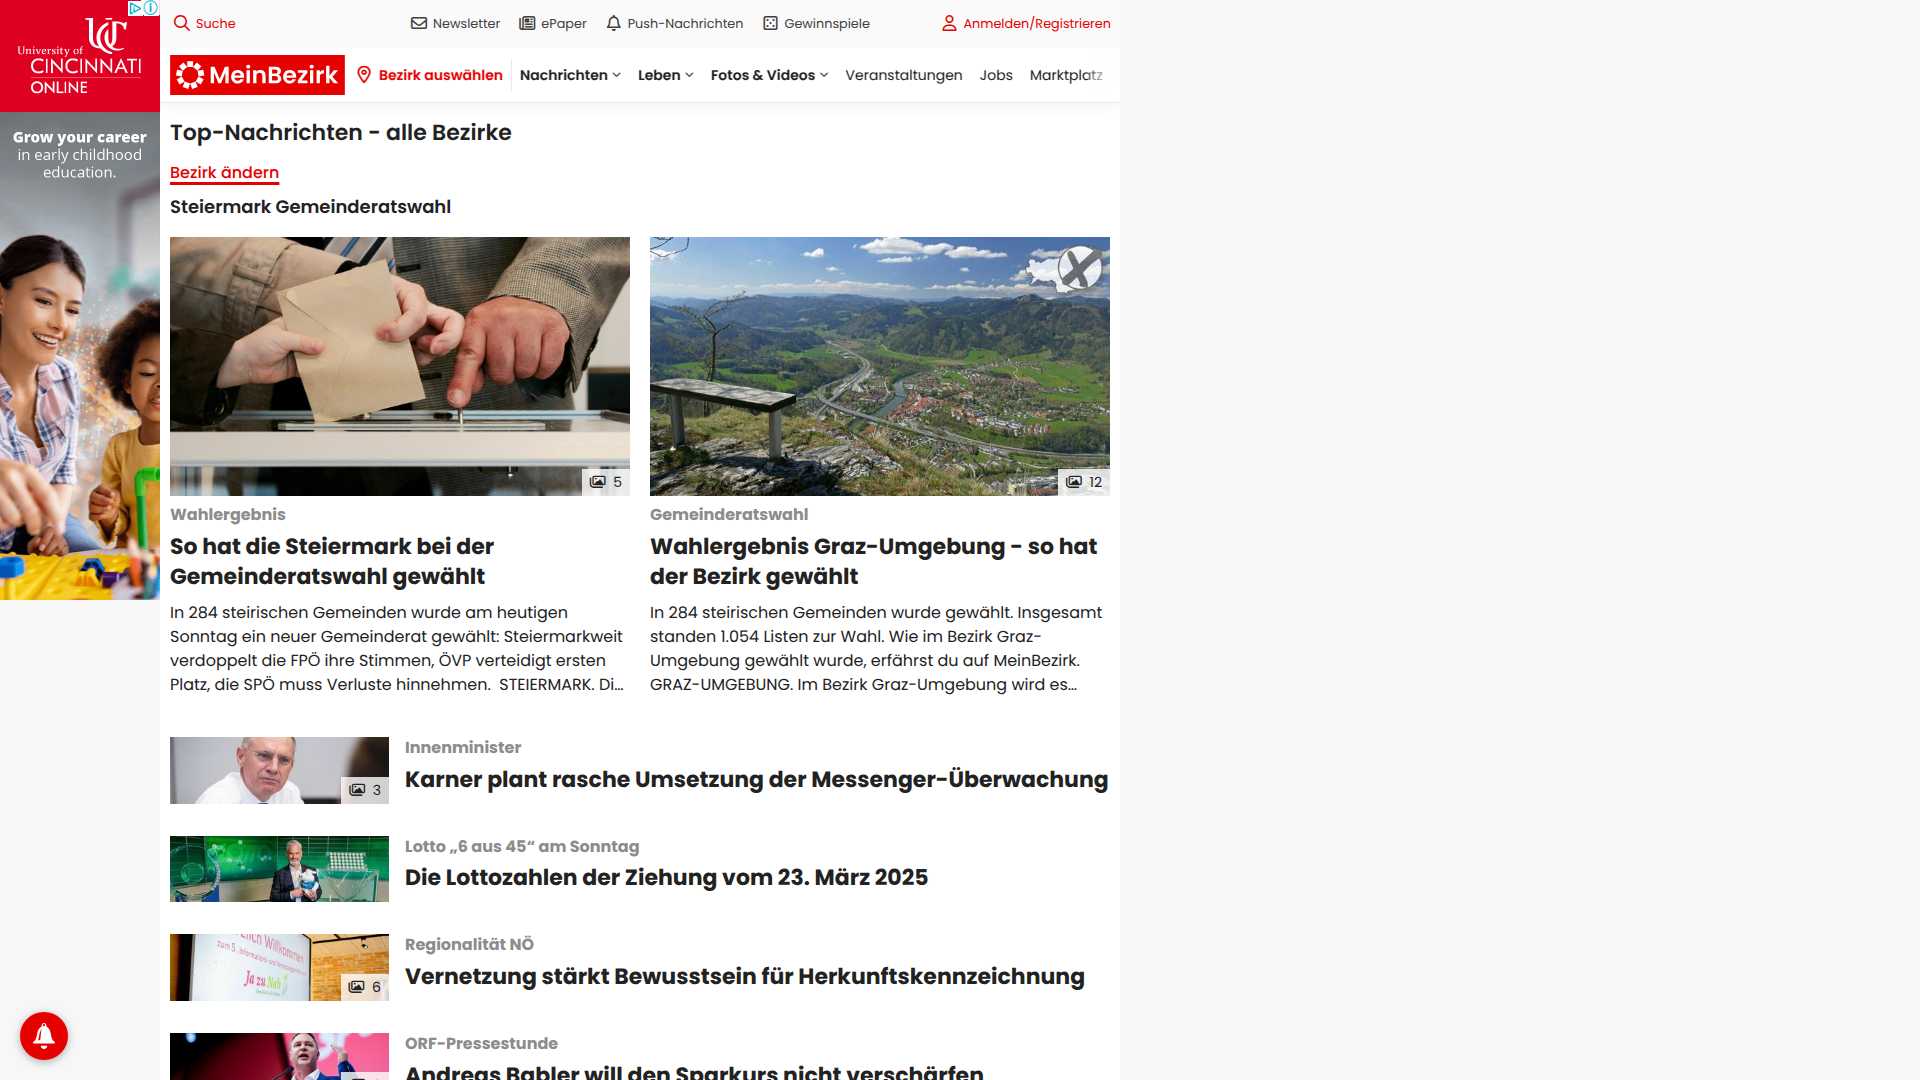 University of
CINCINNATI
ONLINE
Grow your career
in early childhood
education.
Suche
Newsletter
ePaper
Push-Nachrichten
Gewinnspiele
Anmelden/Registrieren
MeinBezirk
Bezirk auswählen
Nachrichten
Leben
Fotos & Videos
Veranstaltungen
Jobs
Marktplatz
Top-Nachrichten - alle Bezirke
Bezirk ändern
Steiermark Gemeinderatswahl
5
Wahlergebnis
So hat die Steiermark bei der
Gemeinderatswahl gewählt
In 284 steirischen Gemeinden wurde am heutigen
Sonntag ein neuer Gemeinderat gewählt: Steiermarkweit
verdoppelt die FPÖ ihre Stimmen, ÖVP verteidigt ersten
Platz, die SPÖ muss Verluste hinnehmen. STEIERMARK. Di...
12
Gemeinderatswahl
Wahlergebnis Graz-Umgebung - so hat
der Bezirk gewählt
In 284 steirischen Gemeinden wurde gewählt. Insgesamt
standen 1.054 Listen zur Wahl. Wie im Bezirk Graz-
Umgebung gewählt wurde, erfährst du auf MeinBezirk.
GRAZ-UMGEBUNG. Im Bezirk Graz-Umgebung wird es...
3
Innenminister
Karner plant rasche Umsetzung der Messenger-Überwachung
Lotto „6 aus 45“ am Sonntag
Die Lottozahlen der Ziehung vom 23. März 2025
Willkommen
Ja zu Nah
6
Regionalität NÖ
Vernetzung stärkt Bewusstsein für Herkunftskennzeichnung
ORF-Pressestunde
Andreas Babler will den Sparkurs nicht verschärfen